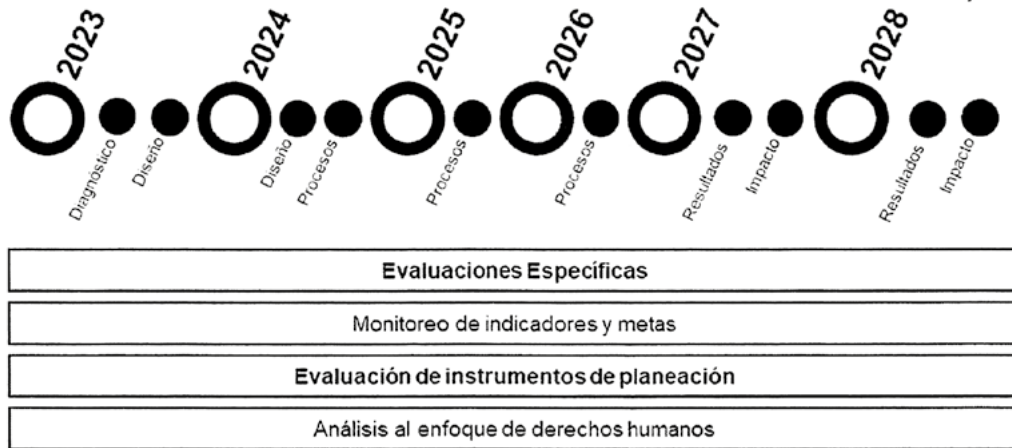 2023
2024
2025
2026
2027
2028
Diagnóstico
Diseño
Diseño
Procesos
Procesos
Procesos
Resultados
Impacto
Resultados
Impacto
Evaluaciones Específicas
Monitoreo de indicadores y metas
Evaluación de instrumentos de planeación
Análisis al enfoque de derechos humanos